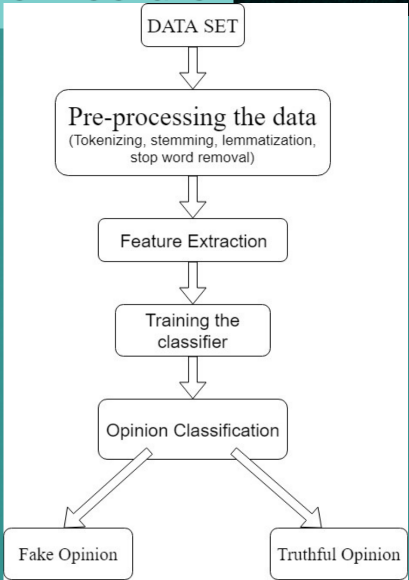 DATA SET
Pre-processing the data
(Tokenizing, stemming, lemmatization,
stop word removal)
Feature Extraction
Training the
classifier
Opinion Classification
Fake Opinion
Truthful Opinion